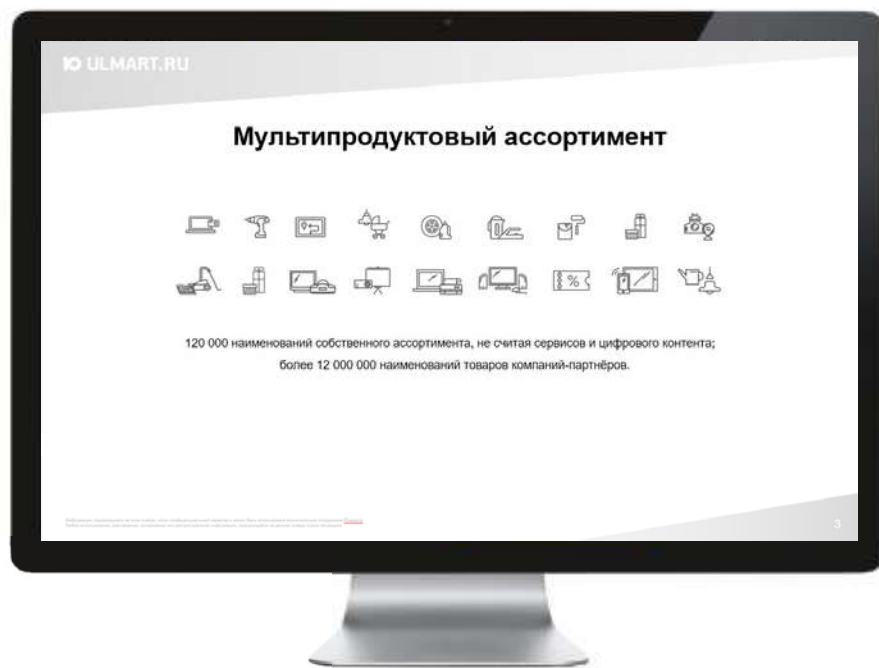 Ю ULMART.RU
Мультипродуктовый ассортимент
%
120 000 наименований собственного ассортимента, не считая сервисов и цифрового контента;
более 12 000 000 наименований товаров компаний-партнёров.
3